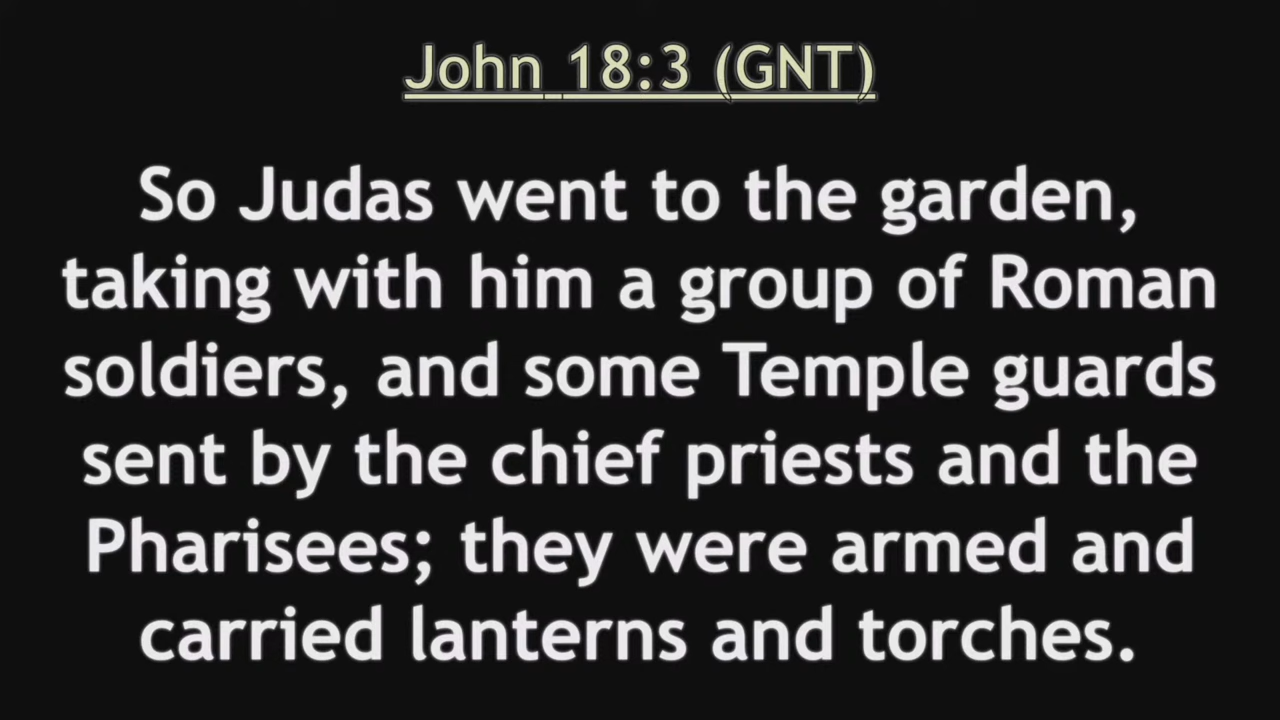 John 18:3 (GNT)
So Judas went to the garden,
taking with him a group of Roman
soldiers, and some Temple guards
sent by the chief priests and the
Pharisees; they were armed and
carried lanterns and torches.